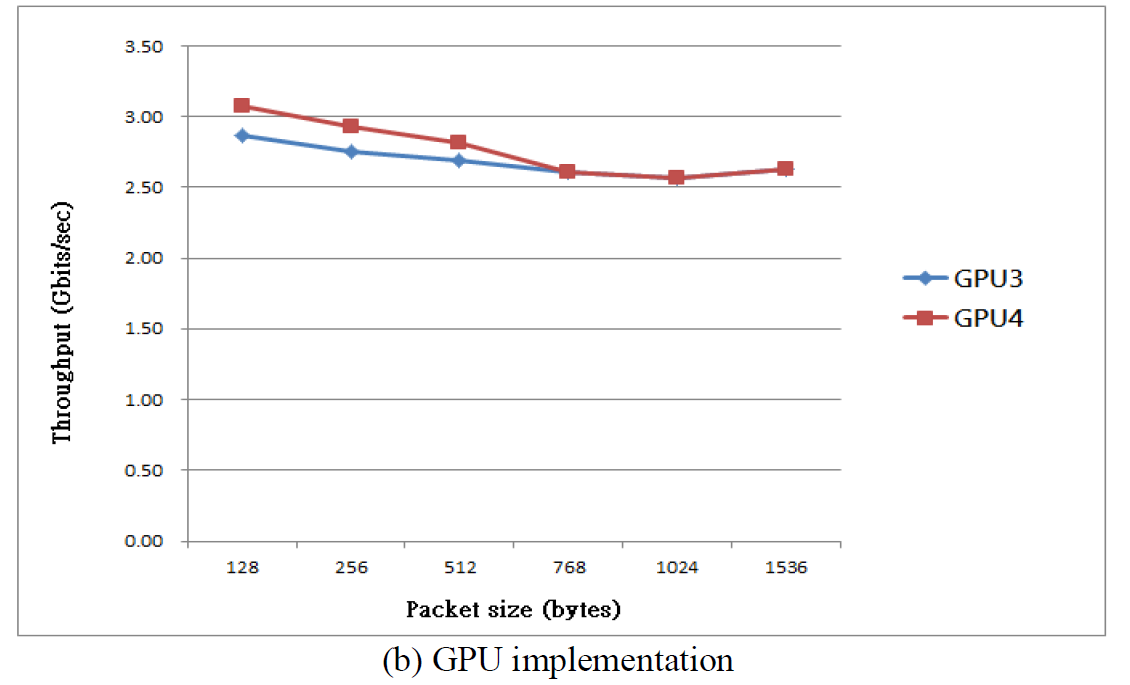 3.50
3.00
2.50
2.00
1.50
1.00
0.50
0.00
Throughput (Gbits/sec)
128 256 512 768 1024 1536
Packet size (bytes)
GPU3
GPU4
(b) GPU implementation